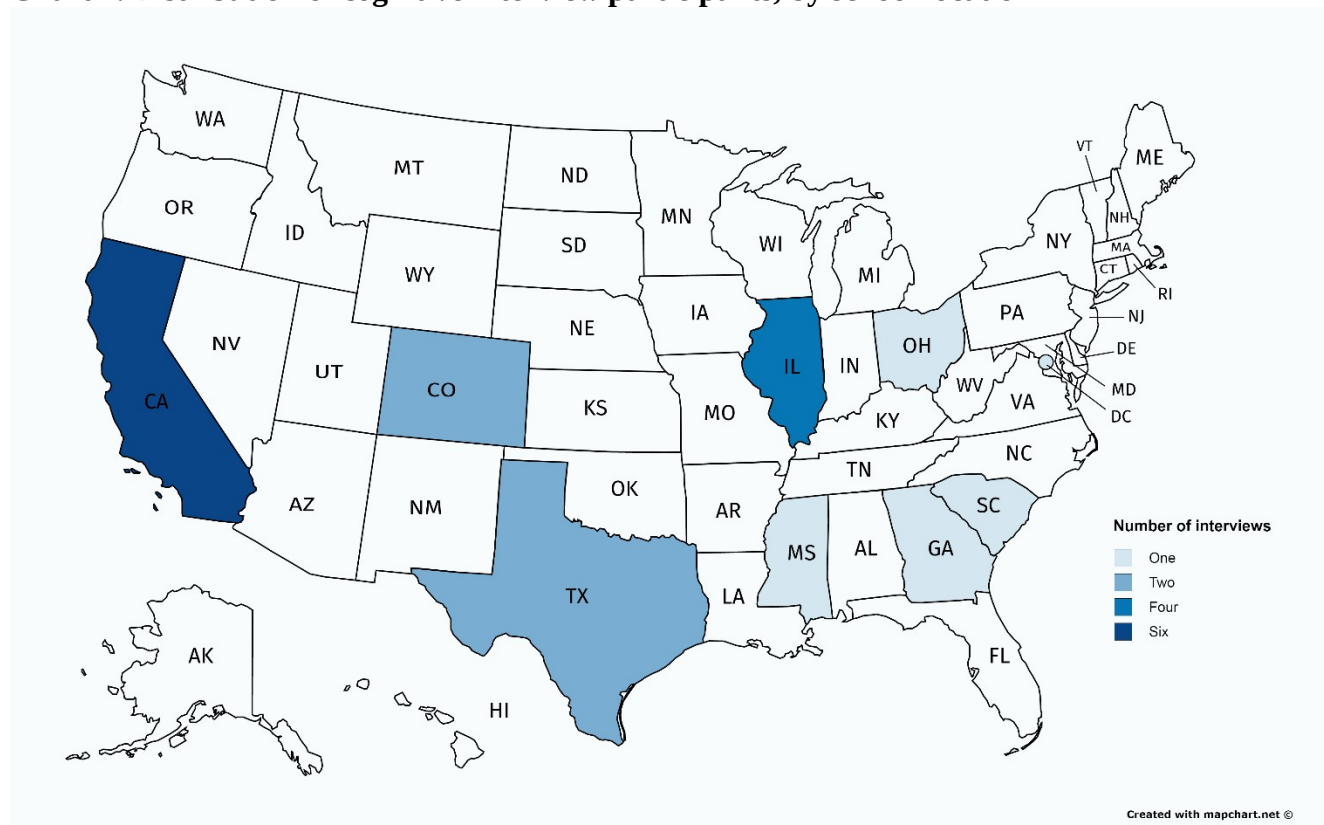 WA
MT
ND
VT
ME
OR
ID
MN
NH
SD
WI
NY
MA
WY
MI
CT
RI
IA
PA
NJ
NE
NV
OH
DE
UT
IL
IN
CO
WV
MD
CA
KS
MO
VA
DC
KY
NC
TN
OK
AZ
NM
AR
SC
MS
AL
GA
TX
LA
AK
FL
HI
Number of interviews
One
Two
Four
Six
Created with mapchart.net ©